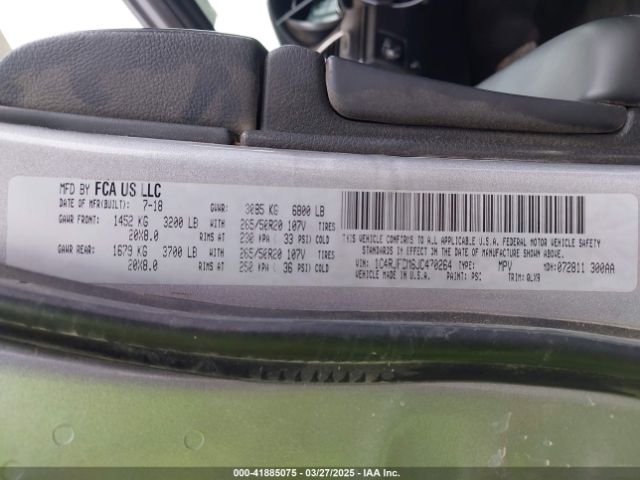 MFD BY FCA US LLC
DATE OF MFR(BUILT): 7-18 GVWR: 3085 KG 6800 LB
GAWR FRONT: 1452 KG 3200 LB WITH 265/50R20 107V TIRES
20X8.0 RIMS AT 230 KPA ( 33 PSI) COLD
GAWR REAR: 1679 KG 3700 LB WITH 265/50R20 107V TIRES
20X8.0 RIMS AT 250 KPA ( 36 PSI) COLD
THIS VEHICLE CONFORMS TO ALL APPLICABLE U.S.A. FEDERAL MOTOR VEHICLE SAFETY
STANDARDS IN EFFECT ON THE DATE OF MANUFACTURE SHOWN ABOVE.
VIN: TYPE: MPV MDH: 072811 300AA
VEHICLE MADE IN U.S.A. PAINT: PSC TRIM: QLX9
000-41885075 — 03/27/2025 — IAA Inc.